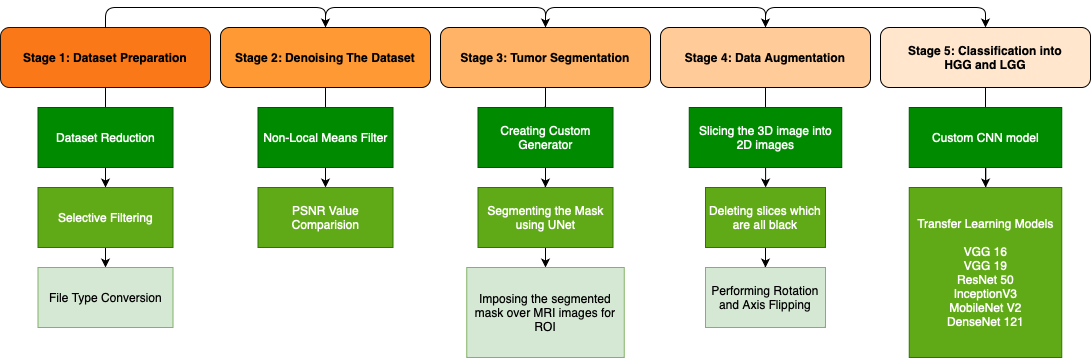 Stage 1: Dataset Preparation
Stage 2: Denoising The Dataset
Stage 3: Tumor Segmentation
Stage 4: Data Augmentation
Stage 5: Classification into
HGG and LGG
Dataset Reduction
Non-Local Means Filter
Creating Custom
Generator
Slicing the 3D image into
2D images
Custom CNN model
Selective Filtering
PSNR Value
Comparision
Segmenting the Mask
using UNet
Deleting slices which
are all black
Transfer Learning Models
VGG 16
VGG 19
ResNet 50
InceptionV3
MobileNet V2
DenseNet 121
File Type Conversion
Imposing the segmented
mask over MRI images for
ROI
Performing Rotation
and Axis Flipping